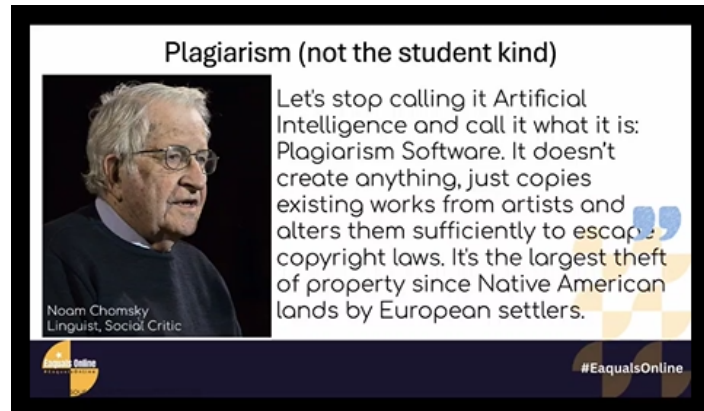 Plagiarism (not the student kind)
Let's stop calling it Artificial
Intelligence and call it what it is:
Plagiarism Software. It doesn't
create anything, just copies
existing works from artists and
alters them sufficiently to escape
copyright laws. It's the largest theft
of property since Native American
lands by European settlers.
Noam Chomsky
Linguist, Social Critic
Eaquals Online
#EaqualsOnline